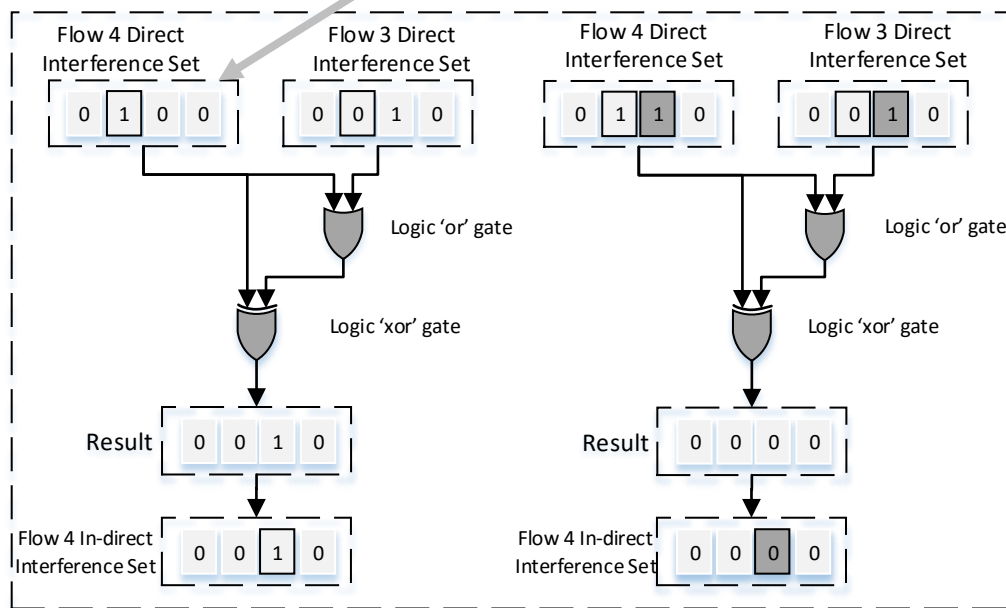 Flow 4 Direct
Interference Set
Flow 3 Direct
Interference Set
0 1 0 0
0 0 1 0
Logic ‘or’ gate
Logic ‘xor’ gate
Result
0 0 1 0
Flow 4 In-direct
Interference Set
0 0 1 0
Flow 4 Direct
Interference Set
Flow 3 Direct
Interference Set
0 1 1 0
0 0 1 0
Logic ‘or’ gate
Logic ‘xor’ gate
Result
0 0 0 0
Flow 4 In-direct
Interference Set
0 0 0 0